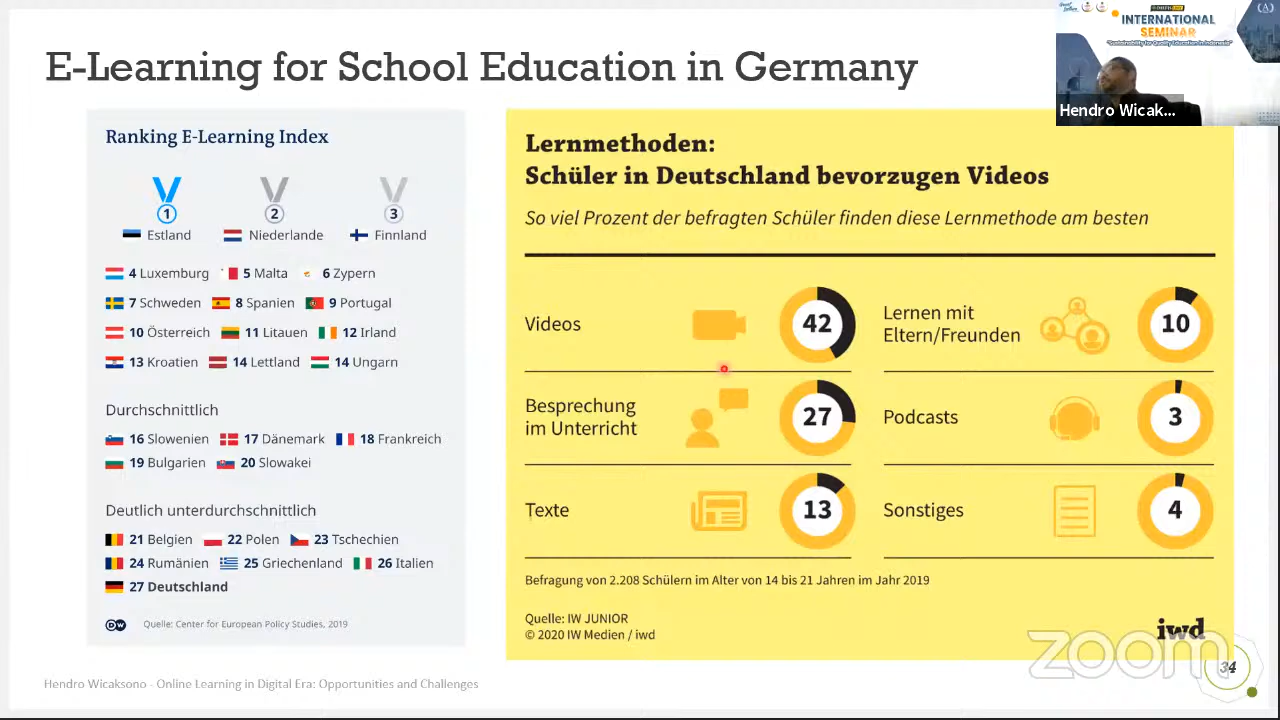 E-Learning for School Education in Germany
INTERNATIONAL
SEMINAR
"Sustainability for Quality Education in Indonesia"
Hendro Wicak...
Ranking E-Learning Index
1 2 3
Estland Niederlande Finnland
4 Luxemburg 5 Malta 6 Zypern
7 Schweden 8 Spanien 9 Portugal
10 Österreich 11 Litauen 12 Irland
13 Kroatien 14 Lettland 14 Ungarn
Durchschnittlich
16 Slowenien 17 Dänemark 18 Frankreich
19 Bulgarien 20 Slowakei
Deutlich unterdurchschnittlich
21 Belgien 22 Polen 23 Tschechien
24 Rumänien 25 Griechenland 26 Italien
27 Deutschland
DW Quelle: Center for European Policy Studies, 2019
Lernmethoden:
Schüler in Deutschland bevorzugen Videos
So viel Prozent der befragten Schüler finden diese Lernmethode am besten
Videos 42
Besprechung
im Unterricht 27
Texte 13
Lernen mit
Eltern/Freunden 10
Podcasts 3
Sonstiges 4
Befragung von 2.208 Schülern im Alter von 14 bis 21 Jahren im Jahr 2019
Quelle: IW JUNIOR
© 2020 IW Medien / iwd
iwd
zoom
34
Hendro Wicaksono - Online Learning in Digital Era: Opportunities and Challenges